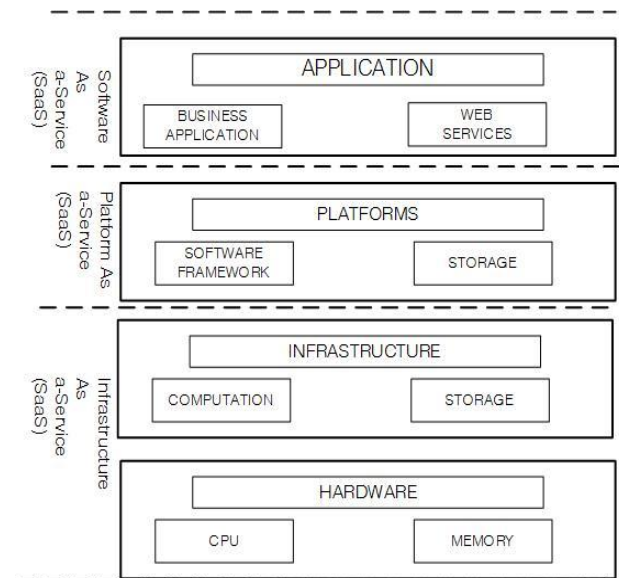 Software
As
a-Service
(SaaS)
APPLICATION
BUSINESS
APPLICATION
WEB
SERVICES
Platform As
a-Service
(SaaS)
PLATFORMS
SOFTWARE
FRAMEWORK
STORAGE
Infrastructure
As
a-Service
(SaaS)
INFRASTRUCTURE
COMPUTATION
STORAGE
HARDWARE
CPU
MEMORY